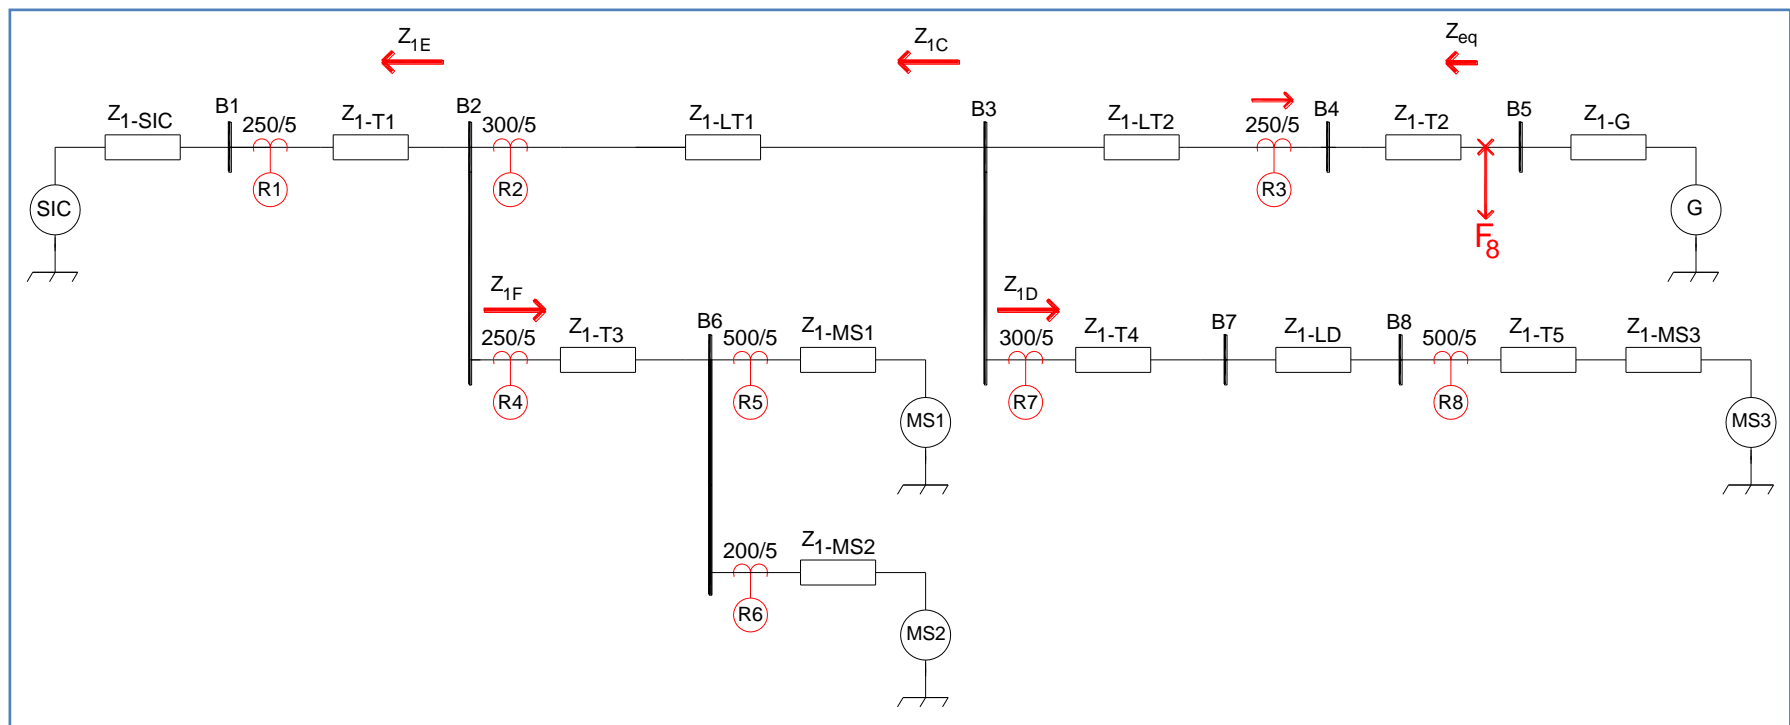 Z1E
Z1C
Zeq
Z1-SIC
B1
250/5
Z1-T1
B2
300/5
Z1-LT1
B3
Z1-LT2
250/5
B4
Z1-T2
B5
Z1-G
R1
R2
R3
SIC
G
F8
Z1F
Z1D
250/5
Z1-T3
B6
500/5
Z1-MS1
300/5
Z1-T4
B7
Z1-LD
B8
500/5
Z1-T5
Z1-MS3
R4
R5
R7
R8
MS1
MS3
200/5
Z1-MS2
R6
MS2